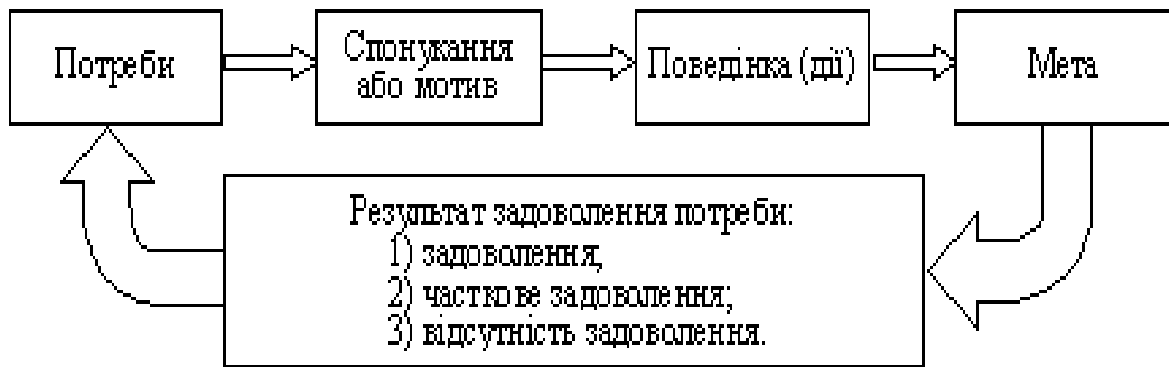 Потреби
Спонукання
або мотив
Поведінка (дії)
Мета
Результат задоволення потреби:
1) задоволення;
2) часткове задоволення;
3) відсутність задоволення.